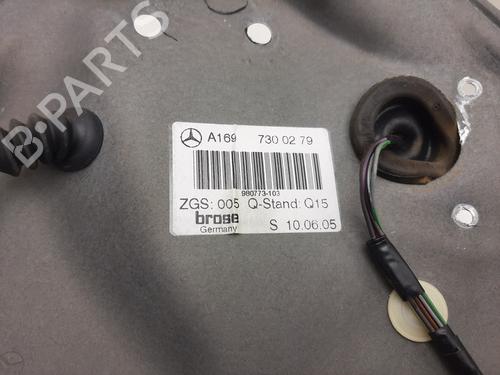 B-PARTS
A169 730 02 79
980773-103
ZGS: 005 Q-Stand: Q15
brose
Germany S 10.06.05